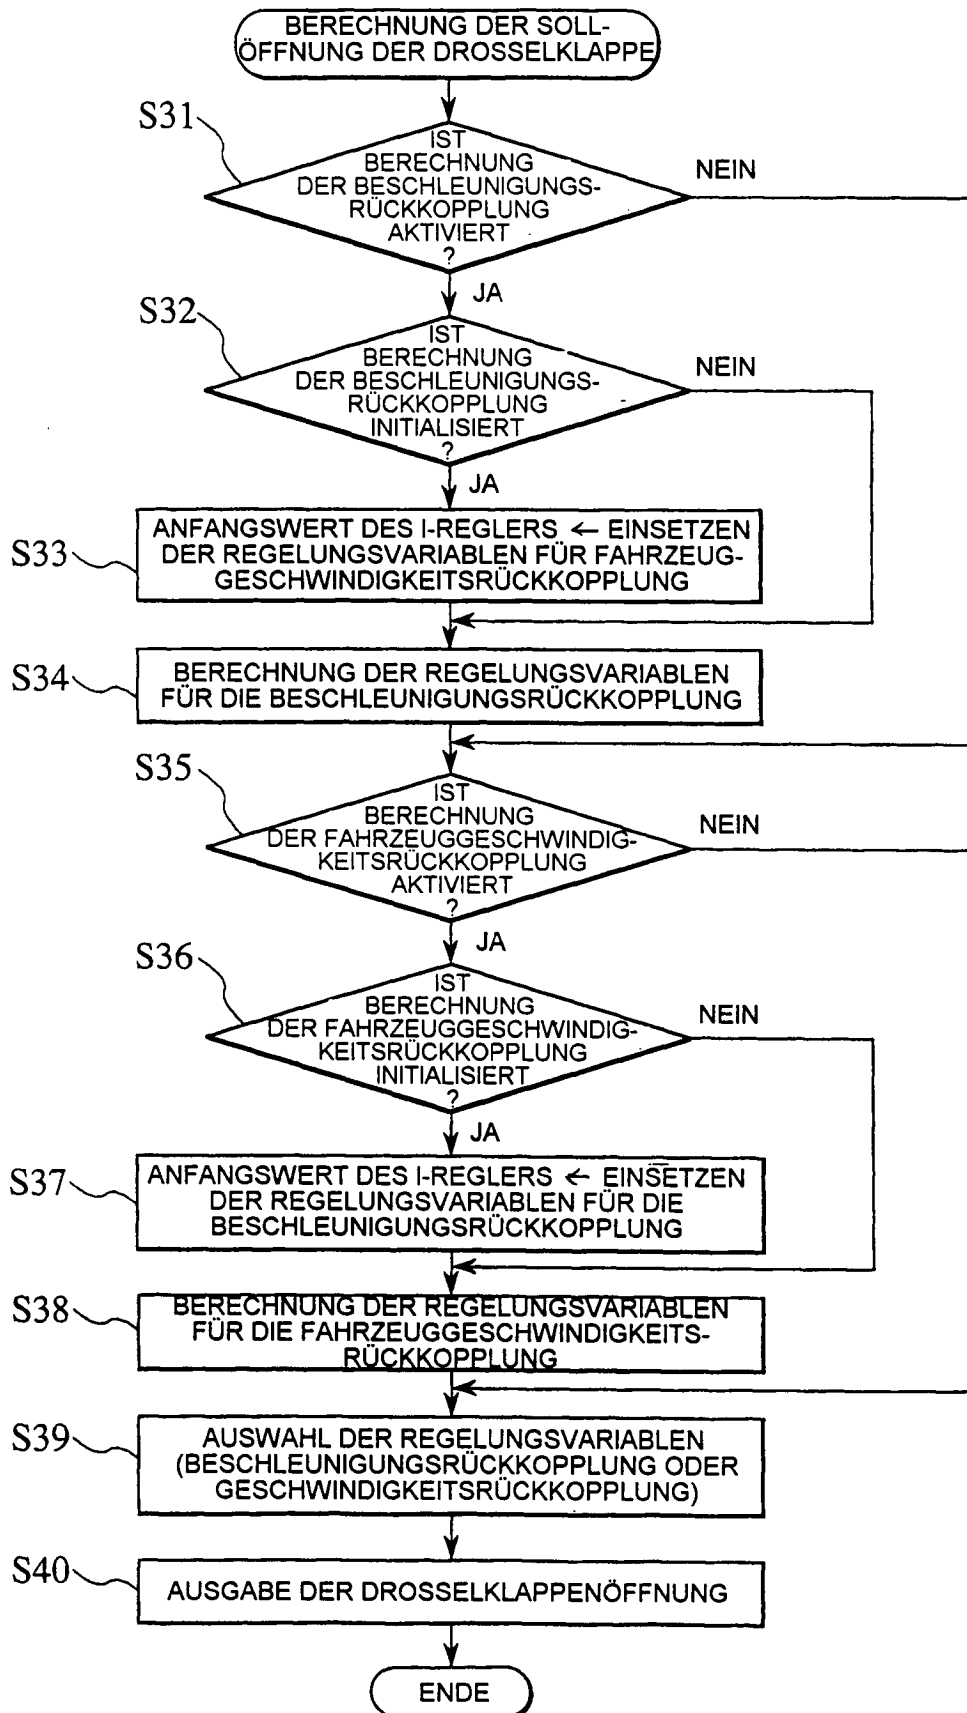 BERECHNUNG DER SOLL-
ÖFFNUNG DER DROSSELKLAPPE
S31
IST
BERECHNUNG
DER BESCHLEUNIGUNGS-
RÜCKKOPPLUNG
AKTIVIERT
?
NEIN
JA
S32
IST
BERECHNUNG
DER BESCHLEUNIGUNGS-
RÜCKKOPPLUNG
INITIALISIERT
?
NEIN
JA
S33
ANFANGSWERT DES I-REGLERS ← EINSETZEN
DER REGELUNGSVARIABLEN FÜR FAHRZEUG-
GESCHWINDIGKEITSRÜCKKOPPLUNG
S34
BERECHNUNG DER REGELUNGSVARIABLEN
FÜR DIE BESCHLEUNIGUNGSRÜCKKOPPLUNG
S35
IST
BERECHNUNG
DER FAHRZEUGGESCHWINDIG-
KEITSRÜCKKOPPLUNG
AKTIVIERT
?
NEIN
JA
S36
IST
BERECHNUNG
DER FAHRZEUGGESCHWINDIG-
KEITSRÜCKKOPPLUNG
INITIALISIERT
?
NEIN
JA
S37
ANFANGSWERT DES I-REGLERS ← EINSETZEN
DER REGELUNGSVARIABLEN FÜR DIE
BESCHLEUNIGUNGSRÜCKKOPPLUNG
S38
BERECHNUNG DER REGELUNGSVARIABLEN
FÜR DIE FAHRZEUGGESCHWINDIGKEITS-
RÜCKKOPPLUNG
S39
AUSWAHL DER REGELUNGSVARIABLEN
(BESCHLEUNIGUNGSRÜCKKOPPLUNG ODER
GESCHWINDIGKEITSRÜCKKOPPLUNG)
S40
AUSGABE DER DROSSELKLAPPENÖFFNUNG
ENDE